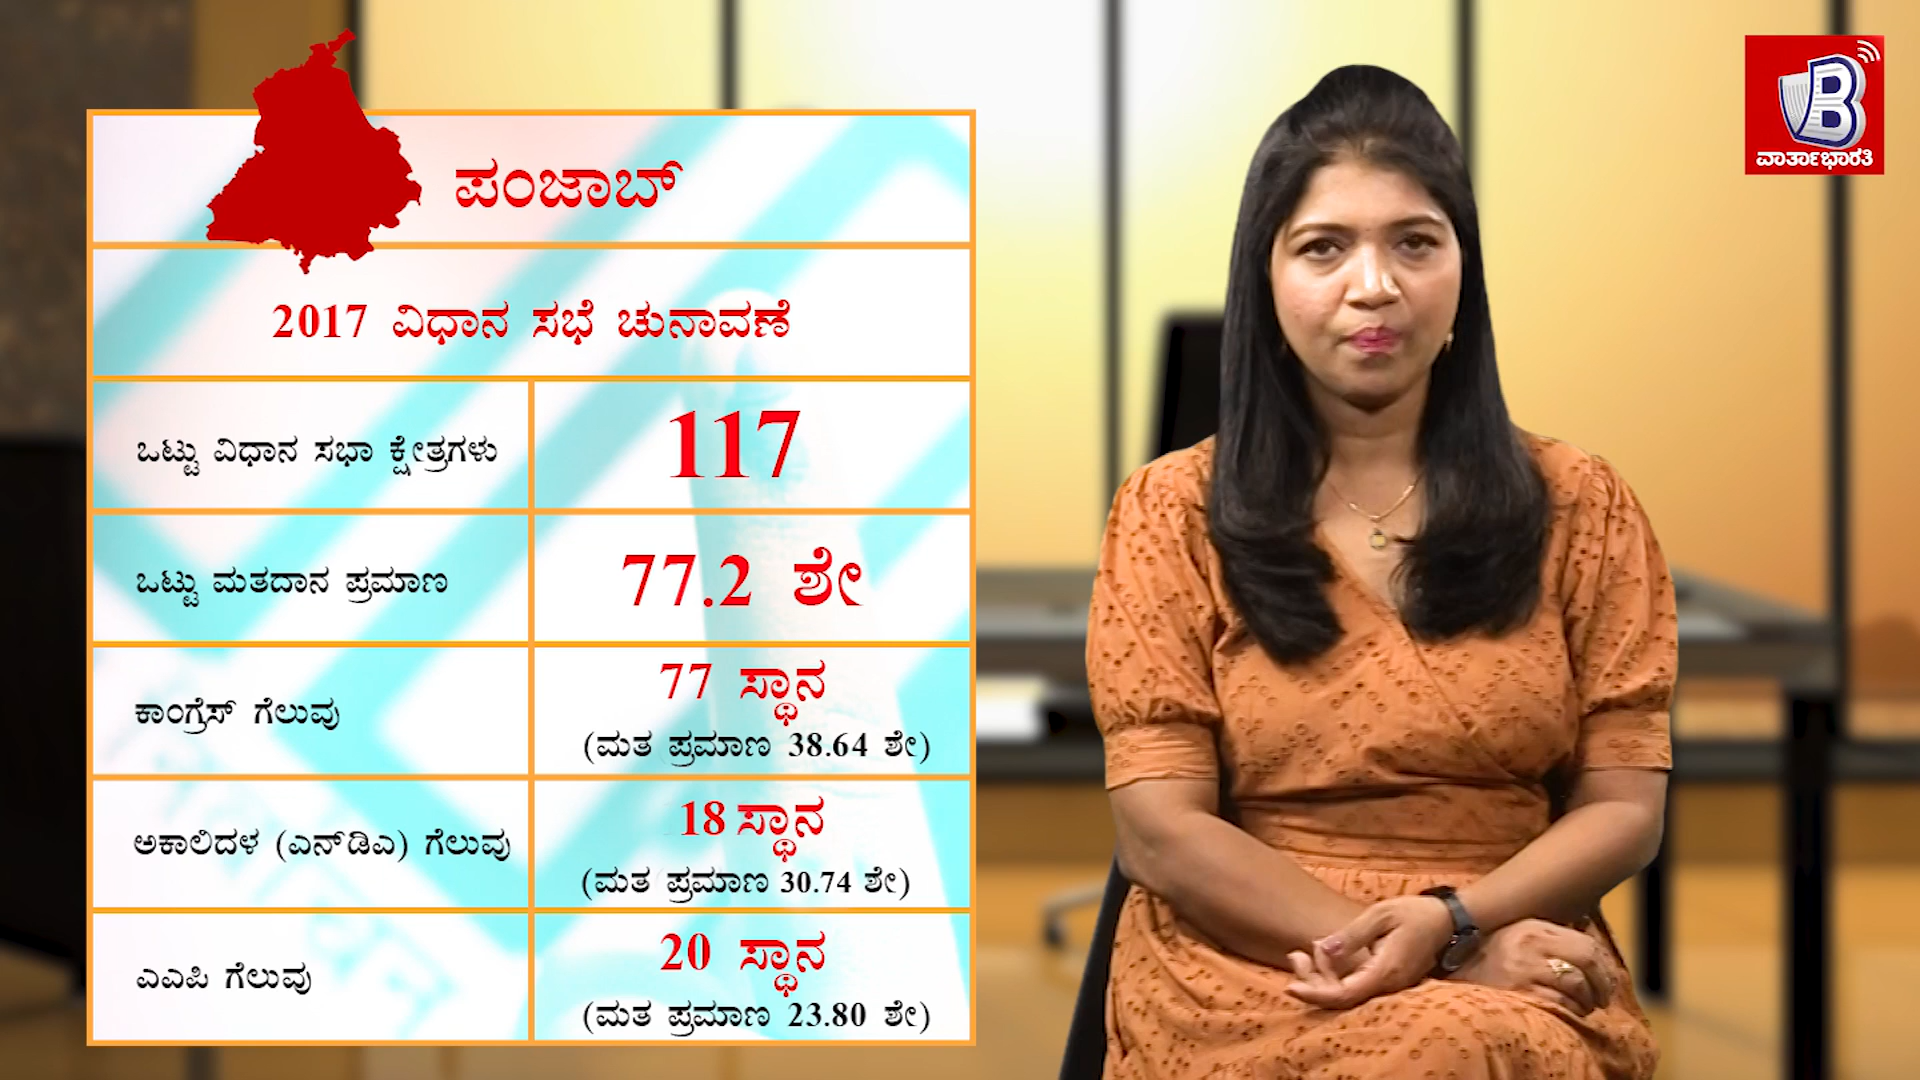 ಪಂಜಾಬ್
2017 ವಿಧಾನ ಸಭೆ ಚುನಾವಣೆ
ಒಟ್ಟು ವಿಧಾನ ಸಭಾ ಕ್ಷೇತ್ರಗಳು
117
ಒಟ್ಟು ಮತದಾನ ಪ್ರಮಾಣ
77.2 ಶೇ
ಕಾಂಗ್ರೆಸ್ ಗೆಲುವು
77 ಸ್ಥಾನ
(ಮತ ಪ್ರಮಾಣ 38.64 ಶೇ)
ಅಕಾಲಿದಳ (ಎನ್‌ಡಿಎ) ಗೆಲುವು
18 ಸ್ಥಾನ
(ಮತ ಪ್ರಮಾಣ 30.74 ಶೇ)
ಎಎಪಿ ಗೆಲುವು
20 ಸ್ಥಾನ
(ಮತ ಪ್ರಮಾಣ 23.80 ಶೇ)
B
ವಾರ್ತಾಭಾರತಿ